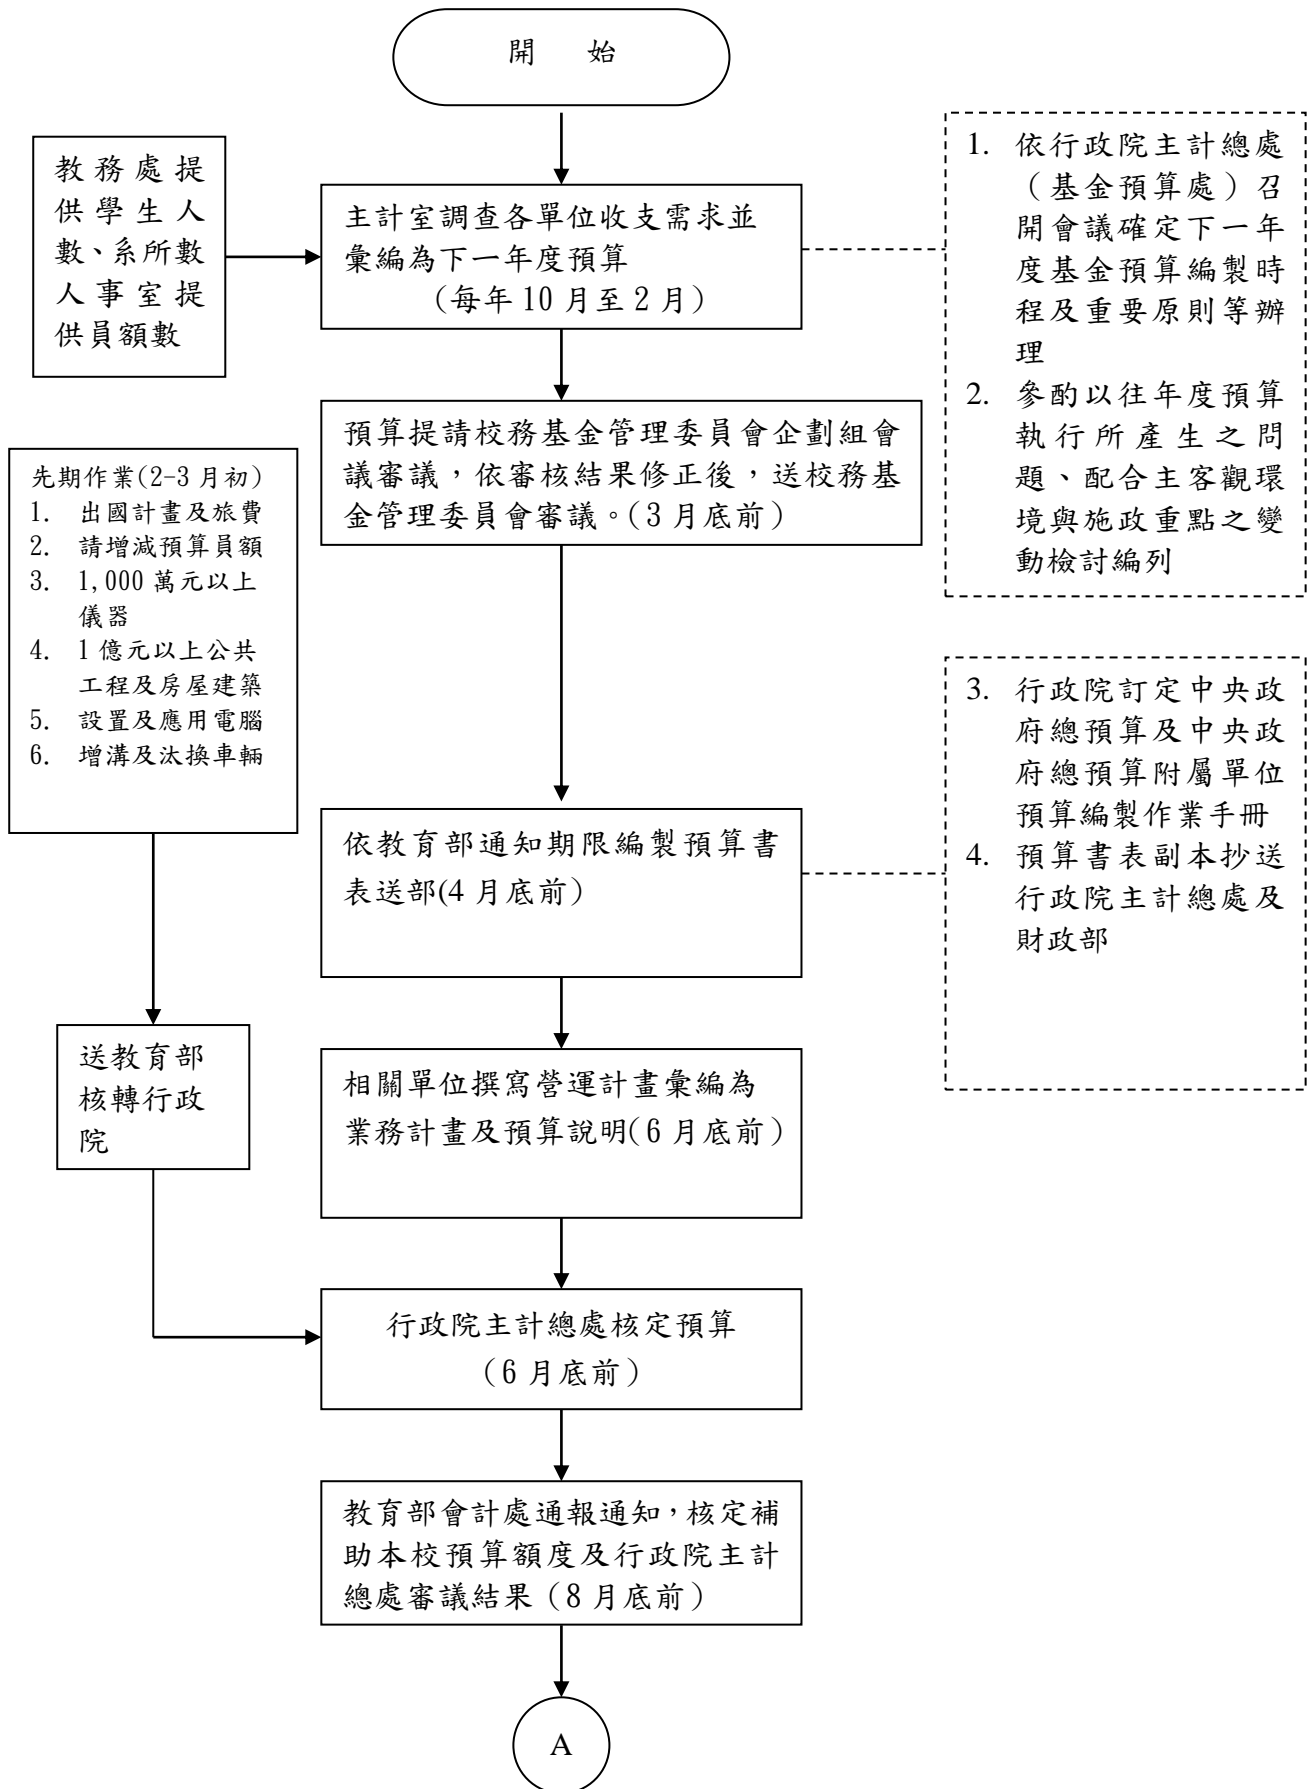 開　始
教務處提
供學生人
數、系所數
人事室提
供員額數
主計室調查各單位收支需求並
彙編為下一年度預算
（每年 10 月至 2 月）
1. 依行政院主計總處
（基金預算處）召
開會議確定下一年
度基金預算編製時
程及重要原則等辦
理
2. 參酌以往年度預算
執行所產生之問
題、配合主客觀環
境與施政重點之變
動檢討編列
預算提請校務基金管理委員會企劃組會
議審議，依審核結果修正後，送校務基
金管理委員會審議。（3 月底前）
先期作業(2-3 月初)
1. 出國計畫及旅費
2. 請增減預算員額
3. 1,000 萬元以上
儀器
4. 1 億元以上公共
工程及房屋建築
5. 設置及應用電腦
6. 增溝及汰換車輛
3. 行政院訂定中央政
府總預算及中央政
府總預算附屬單位
預算編製作業手冊
4. 預算書表副本抄送
行政院主計總處及
財政部
依教育部通知期限編製預算書
表送部(4 月底前）
送教育部
核轉行政
院
相關單位撰寫營運計畫彙編為
業務計畫及預算說明(6 月底前）
行政院主計總處核定預算
（6 月底前）
教育部會計處通報通知，核定補
助本校預算額度及行政院主計
總處審議結果（8 月底前）
A